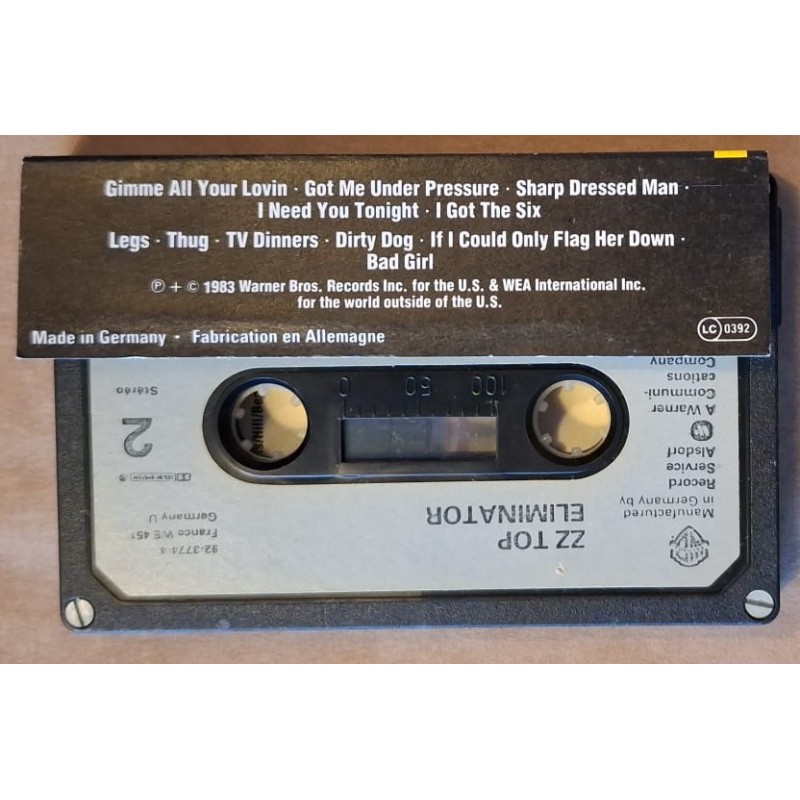 Gimme All Your Lovin · Got Me Under Pressure · Sharp Dressed Man ·
I Need You Tonight · I Got The Six
Legs · Thug · TV Dinners · Dirty Dog · If I Could Only Flag Her Down ·
Bad Girl
℗ + © 1983 Warner Bros. Records Inc. for the U.S. & WEA International Inc.
for the world outside of the U.S.
Made in Germany · Fabrication en Allemagne
LC 0392
ZZ TOP
ELIMINATOR
Manufactured
in Germany by
Record
Service
Alsdorf
A Warner
Communi-
cations
Company
92-3774-4
France WE 451
Germany U
2
Stéréo
0 50 100